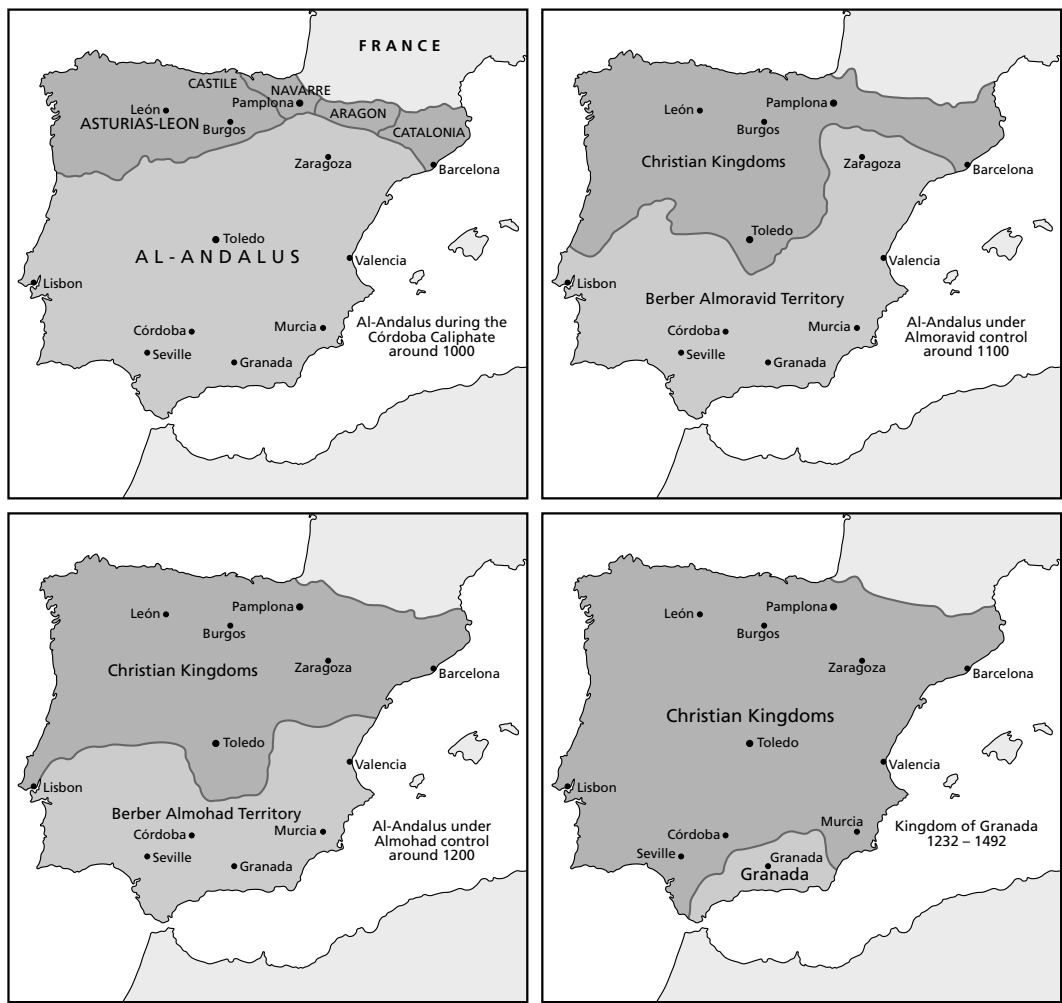 FRANCE
CASTILE
NAVARRE
León
Pamplona
ARAGON
ASTURIAS-LEON
Burgos
CATALONIA
Zaragoza
Barcelona
Toledo
AL-ANDALUS
Valencia
Lisbon
Córdoba
Murcia
Seville
Granada
Al-Andalus during the
Córdoba Caliphate
around 1000
Pamplona
León
Burgos
Christian Kingdoms
Zaragoza
Barcelona
Toledo
Valencia
Lisbon
Berber Almoravid Territory
Córdoba
Murcia
Seville
Granada
Al-Andalus under
Almoravid control
around 1100
Pamplona
León
Burgos
Christian Kingdoms
Zaragoza
Barcelona
Toledo
Valencia
Lisbon
Berber Almohad Territory
Córdoba
Murcia
Seville
Granada
Al-Andalus under
Almohad control
around 1200
Pamplona
León
Burgos
Zaragoza
Barcelona
Christian Kingdoms
Toledo
Valencia
Lisbon
Murcia
Córdoba
Seville
Granada
Granada
Kingdom of Granada
1232 – 1492